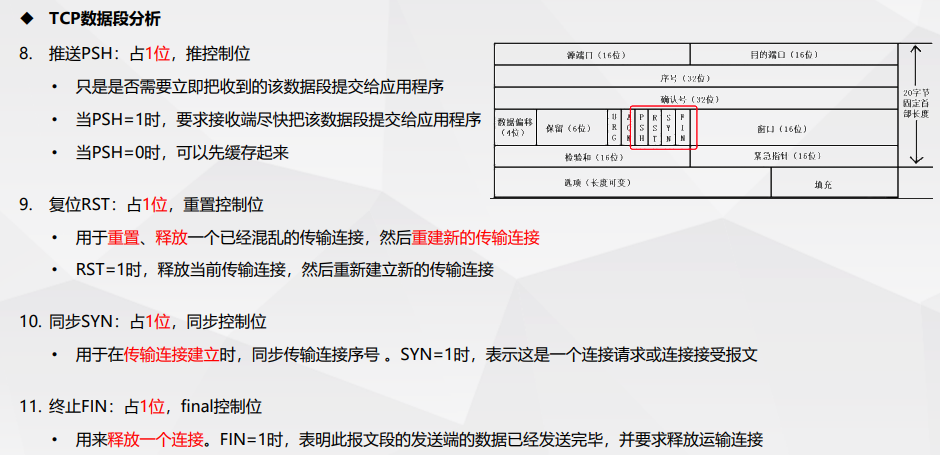 ◆ TCP数据段分析
8. 推送PSH：占1位，推控制位
• 只是是否需要立即把收到的该数据段提交给应用程序
• 当PSH=1时，要求接收端尽快把该数据段提交给应用程序
• 当PSH=0时，可以先缓存起来
源端口（16位） 目的端口（16位）
序号（32位）
确认号（32位）
数据偏移（4位） 保留（6位） URG ACK PSH RST SYN FIN 窗口（16位）
检验和（16位） 紧急指针（16位）
选项（长度可变） 填充
20字节
固定首
部长度
9. 复位RST：占1位，重置控制位
• 用于重置、释放一个已经混乱的传输连接，然后重建新的传输连接
• RST=1时，释放当前传输连接，然后重新建立新的传输连接
10. 同步SYN：占1位，同步控制位
• 用于在传输连接建立时，同步传输连接序号 。SYN=1时，表示这是一个连接请求或连接接受报文
11. 终止FIN：占1位，final控制位
• 用来释放一个连接。FIN=1时，表明此报文段的发送端的数据已经发送完毕，并要求释放运输连接